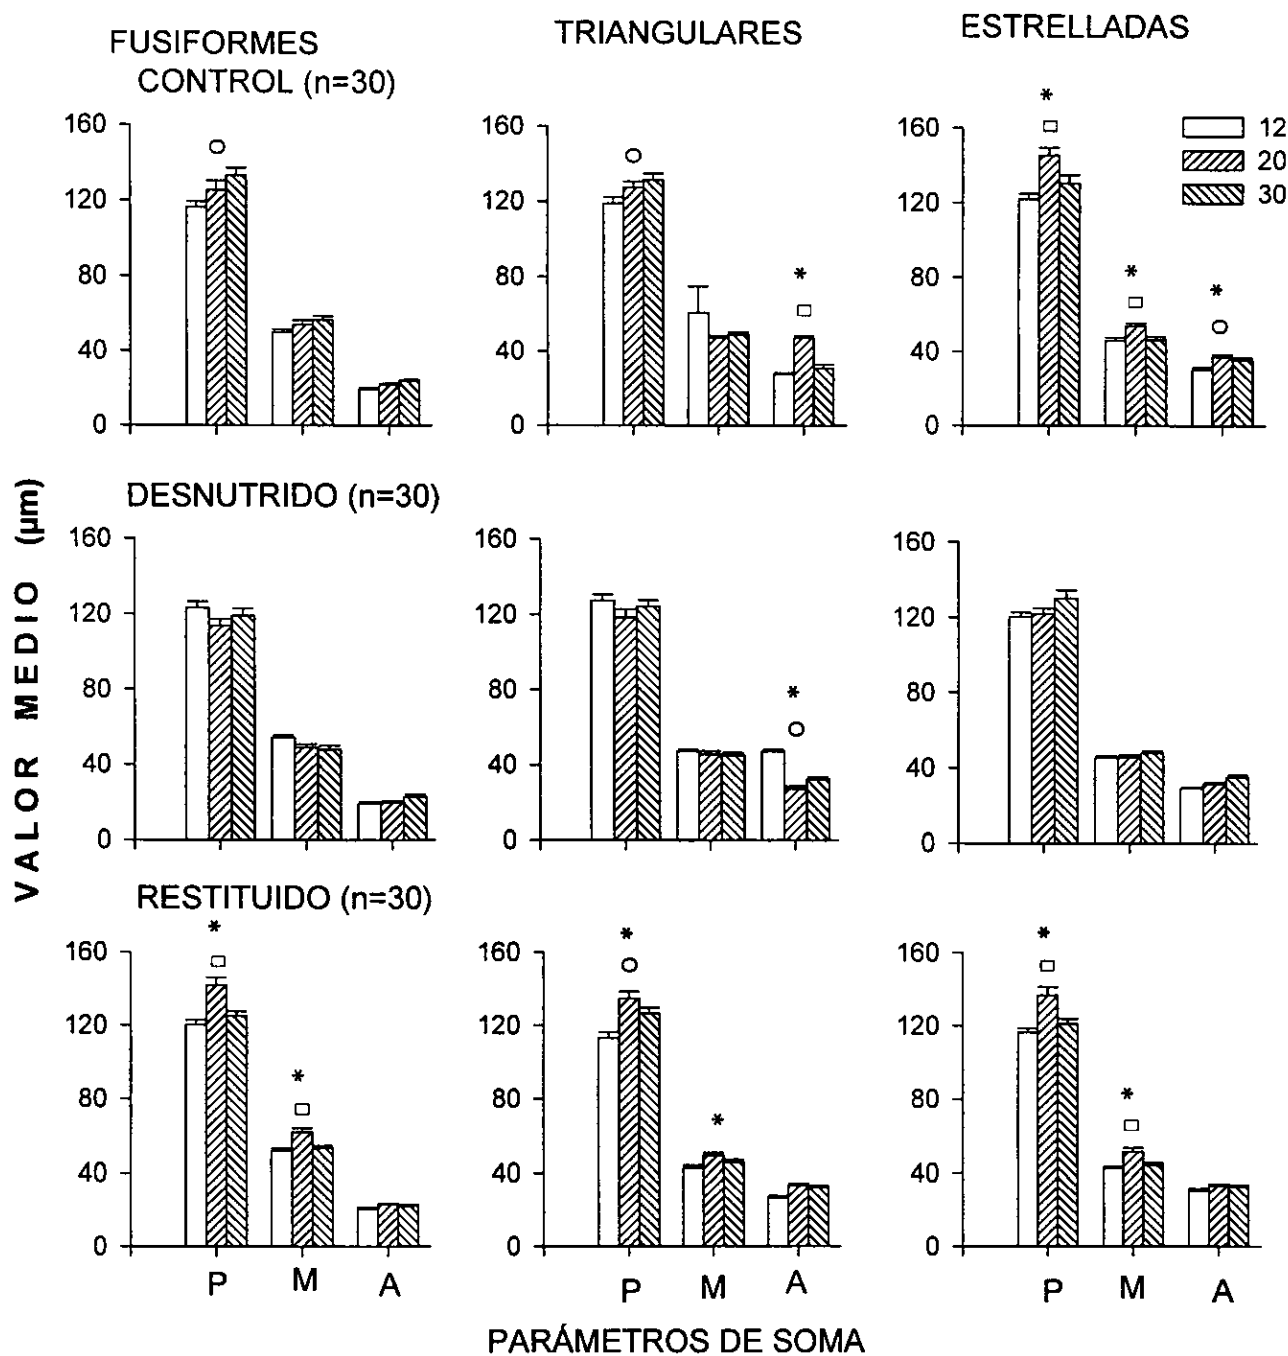 FUSIFORMES TRIANGULARES ESTRELLADAS
CONTROL (n=30)
160 120 80 40 0
160 120 80 40 0
160 120 80 40 0
* * * *
12
20
30
DESNUTRIDO (n=30)
160 120 80 40 0
160 120 80 40 0
160 120 80 40 0
*
RESTITUIDO (n=30)
160 120 80 40 0
160 120 80 40 0
160 120 80 40 0
* * * * * *
P M A P M A P M A
VALOR MEDIO (µm)
PARÁMETROS DE SOMA